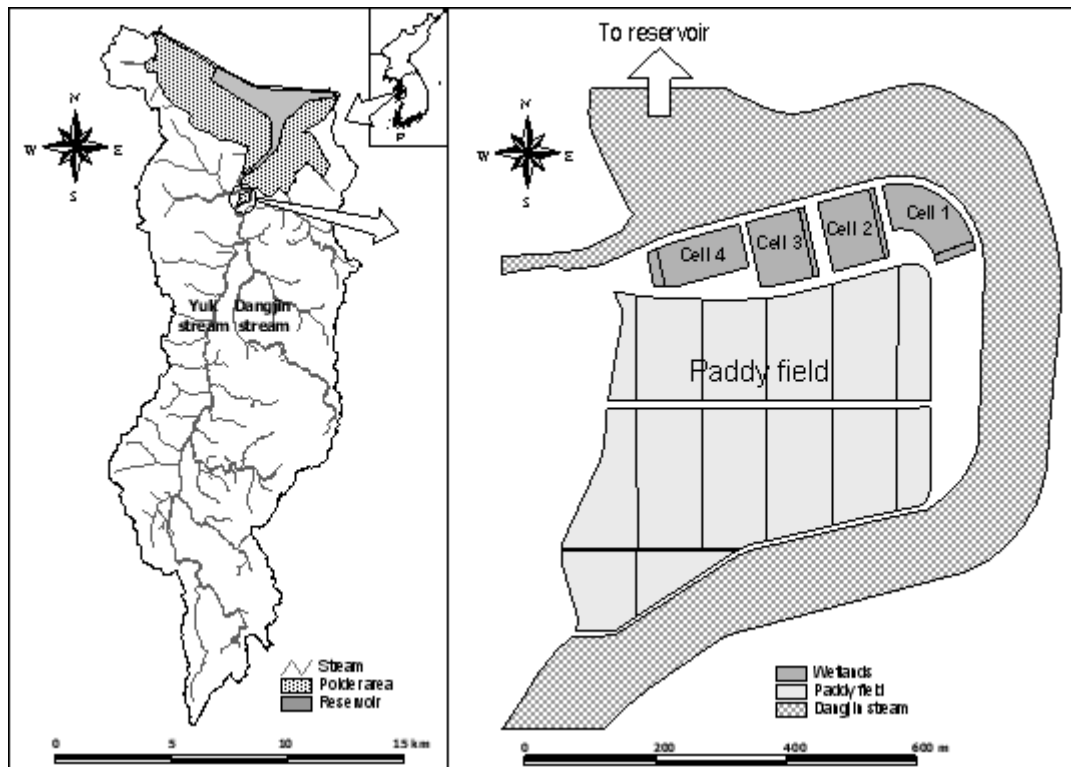 N
W E
S
Yuk
stream
Dangjin
stream
Stream
Polder area
Reservoir
0 5 10 15 km
To reservoir
N
W E
S
Cell 1
Cell 2
Cell 3
Cell 4
Paddy field
Wetlands
Paddy field
Dangjin stream
0 200 400 600 m